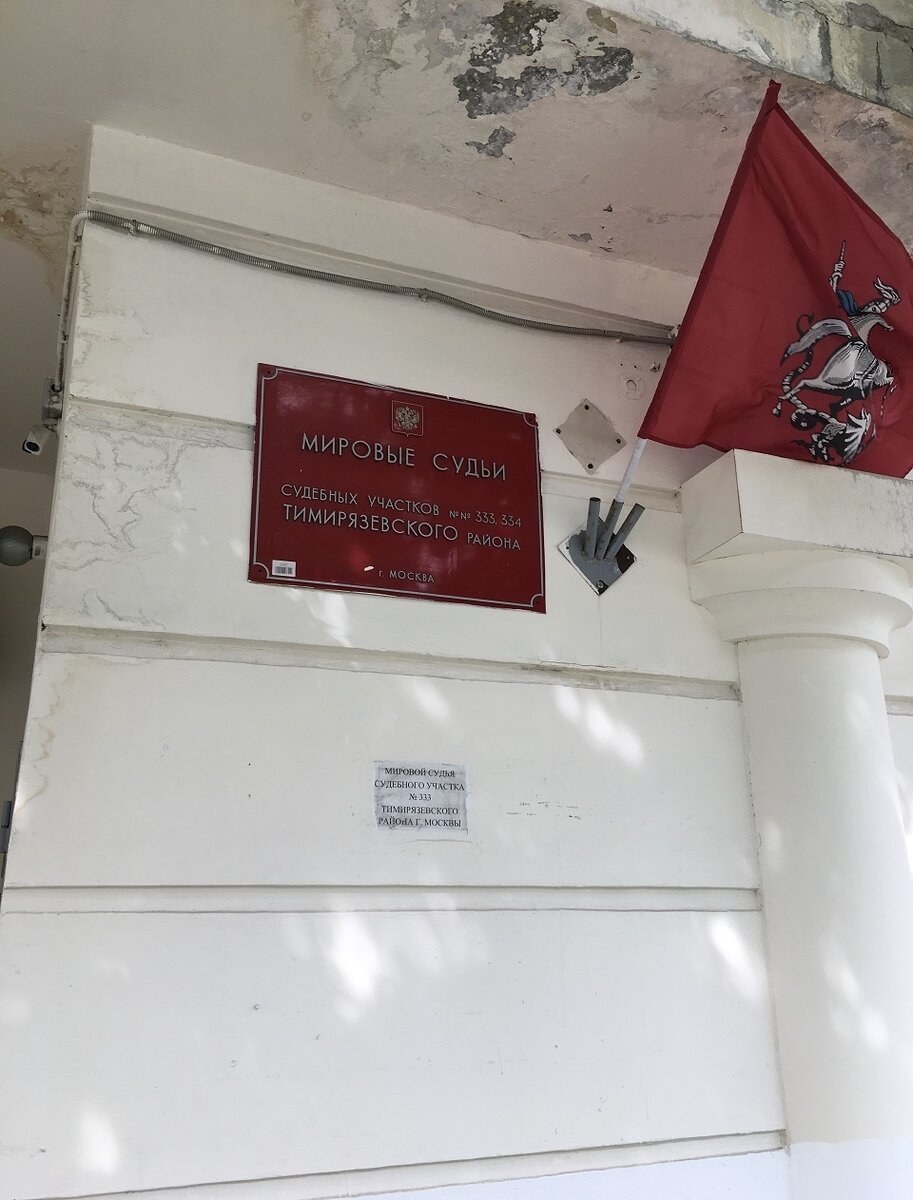 МИРОВЫЕ СУДЬИ
СУДЕБНЫХ УЧАСТКОВ №№ 333, 334
ТИМИРЯЗЕВСКОГО РАЙОНА
Г. МОСКВА
МИРОВОЙ СУДЬЯ
СУДЕБНОГО УЧАСТКА
№ 333
ТИМИРЯЗЕВСКОГО
РАЙОНА Г. МОСКВЫ